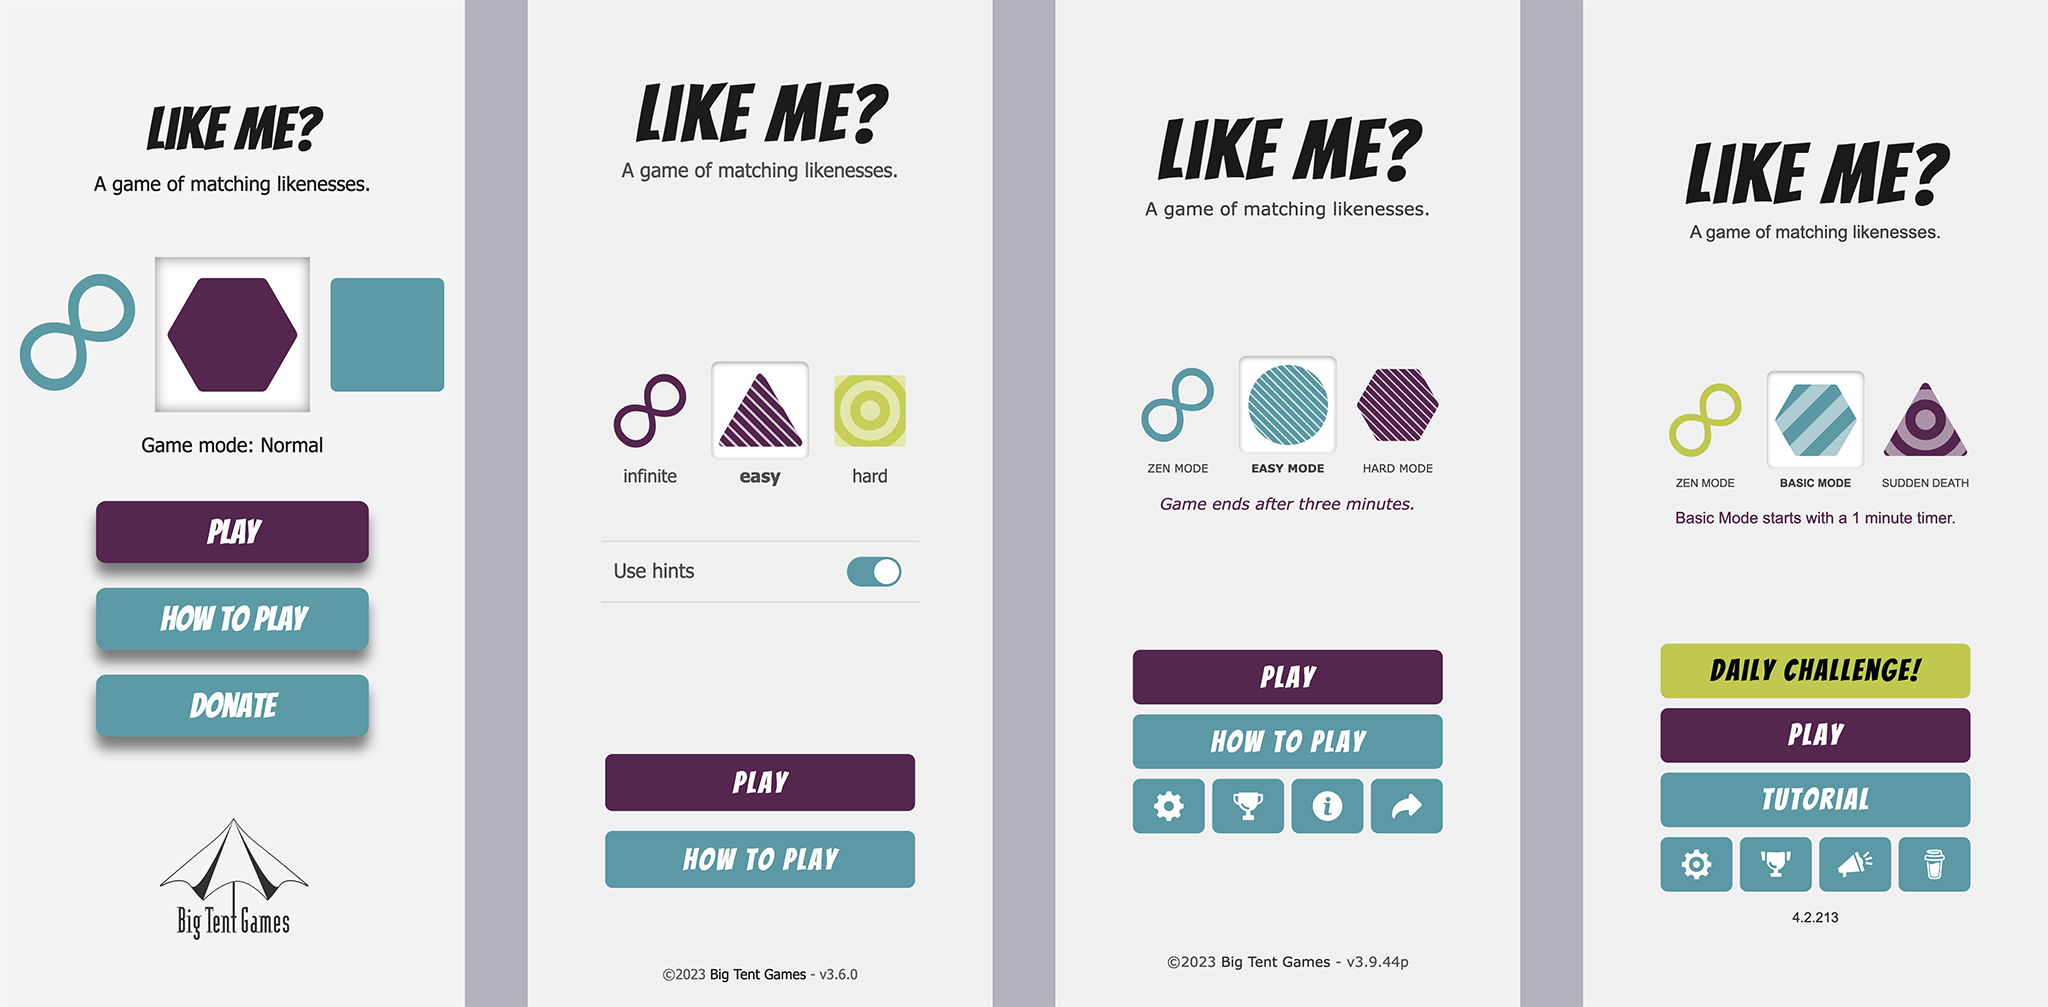 LIKE ME?
A game of matching likenesses.
Game mode: Normal
PLAY
HOW TO PLAY
DONATE
Big Tent Games
LIKE ME?
A game of matching likenesses.
infinite easy hard
Use hints
PLAY
HOW TO PLAY
©2023 Big Tent Games - v3.6.0
LIKE ME?
A game of matching likenesses.
ZEN MODE EASY MODE HARD MODE
Game ends after three minutes.
PLAY
HOW TO PLAY
©2023 Big Tent Games - v3.9.44p
LIKE ME?
A game of matching likenesses.
ZEN MODE BASIC MODE SUDDEN DEATH
Basic Mode starts with a 1 minute timer.
DAILY CHALLENGE!
PLAY
TUTORIAL
4.2.213